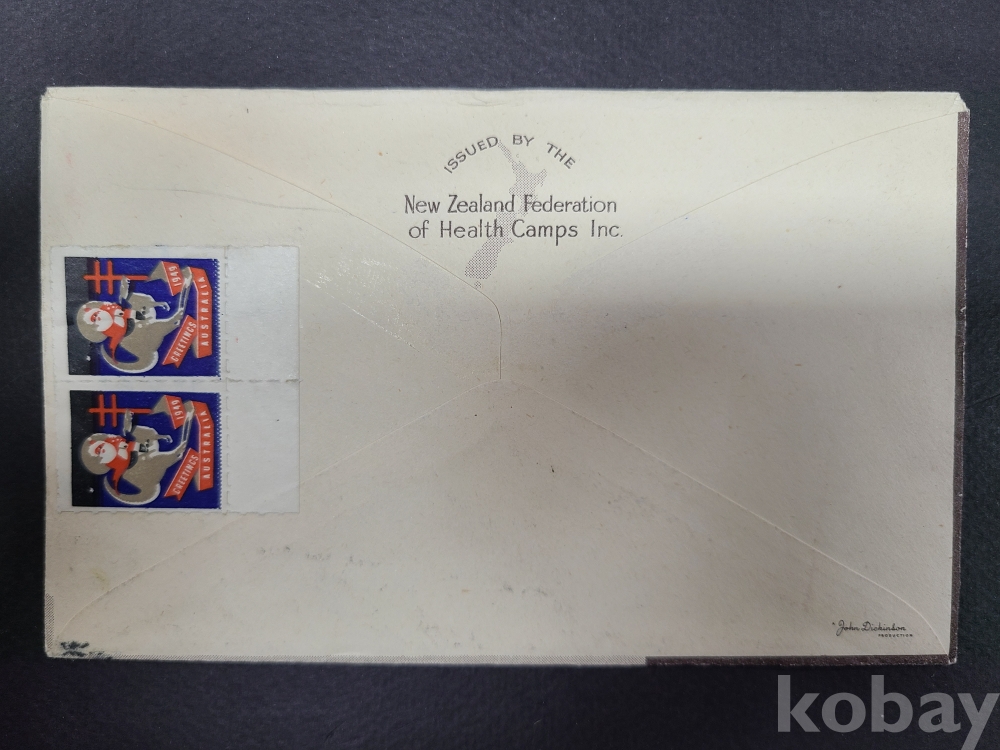 ISSUED BY THE
New Zealand Federation
of Health Camps Inc.
1949
GREETINGS
AUSTRALIA
1949
GREETINGS
AUSTRALIA
John Dickinson
PRODUCTION
kobay